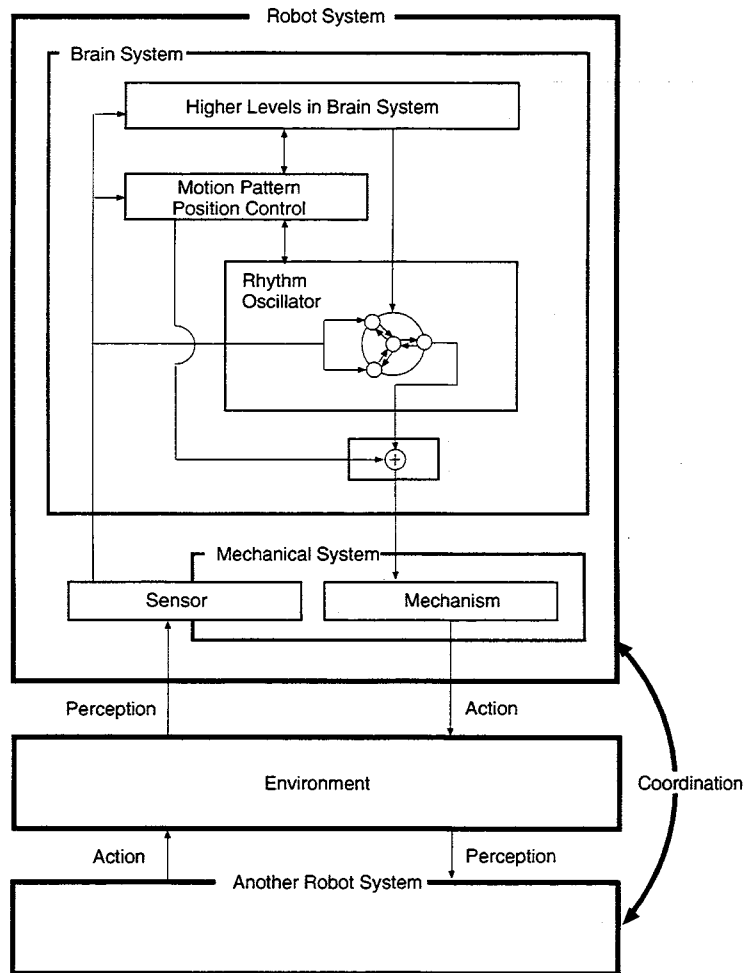 Robot System
Brain System
Higher Levels in Brain System
Motion Pattern
Position Control
Rhythm
Oscillator
+
Mechanical System
Sensor
Mechanism
Perception
Action
Environment
Coordination
Action
Perception
Another Robot System